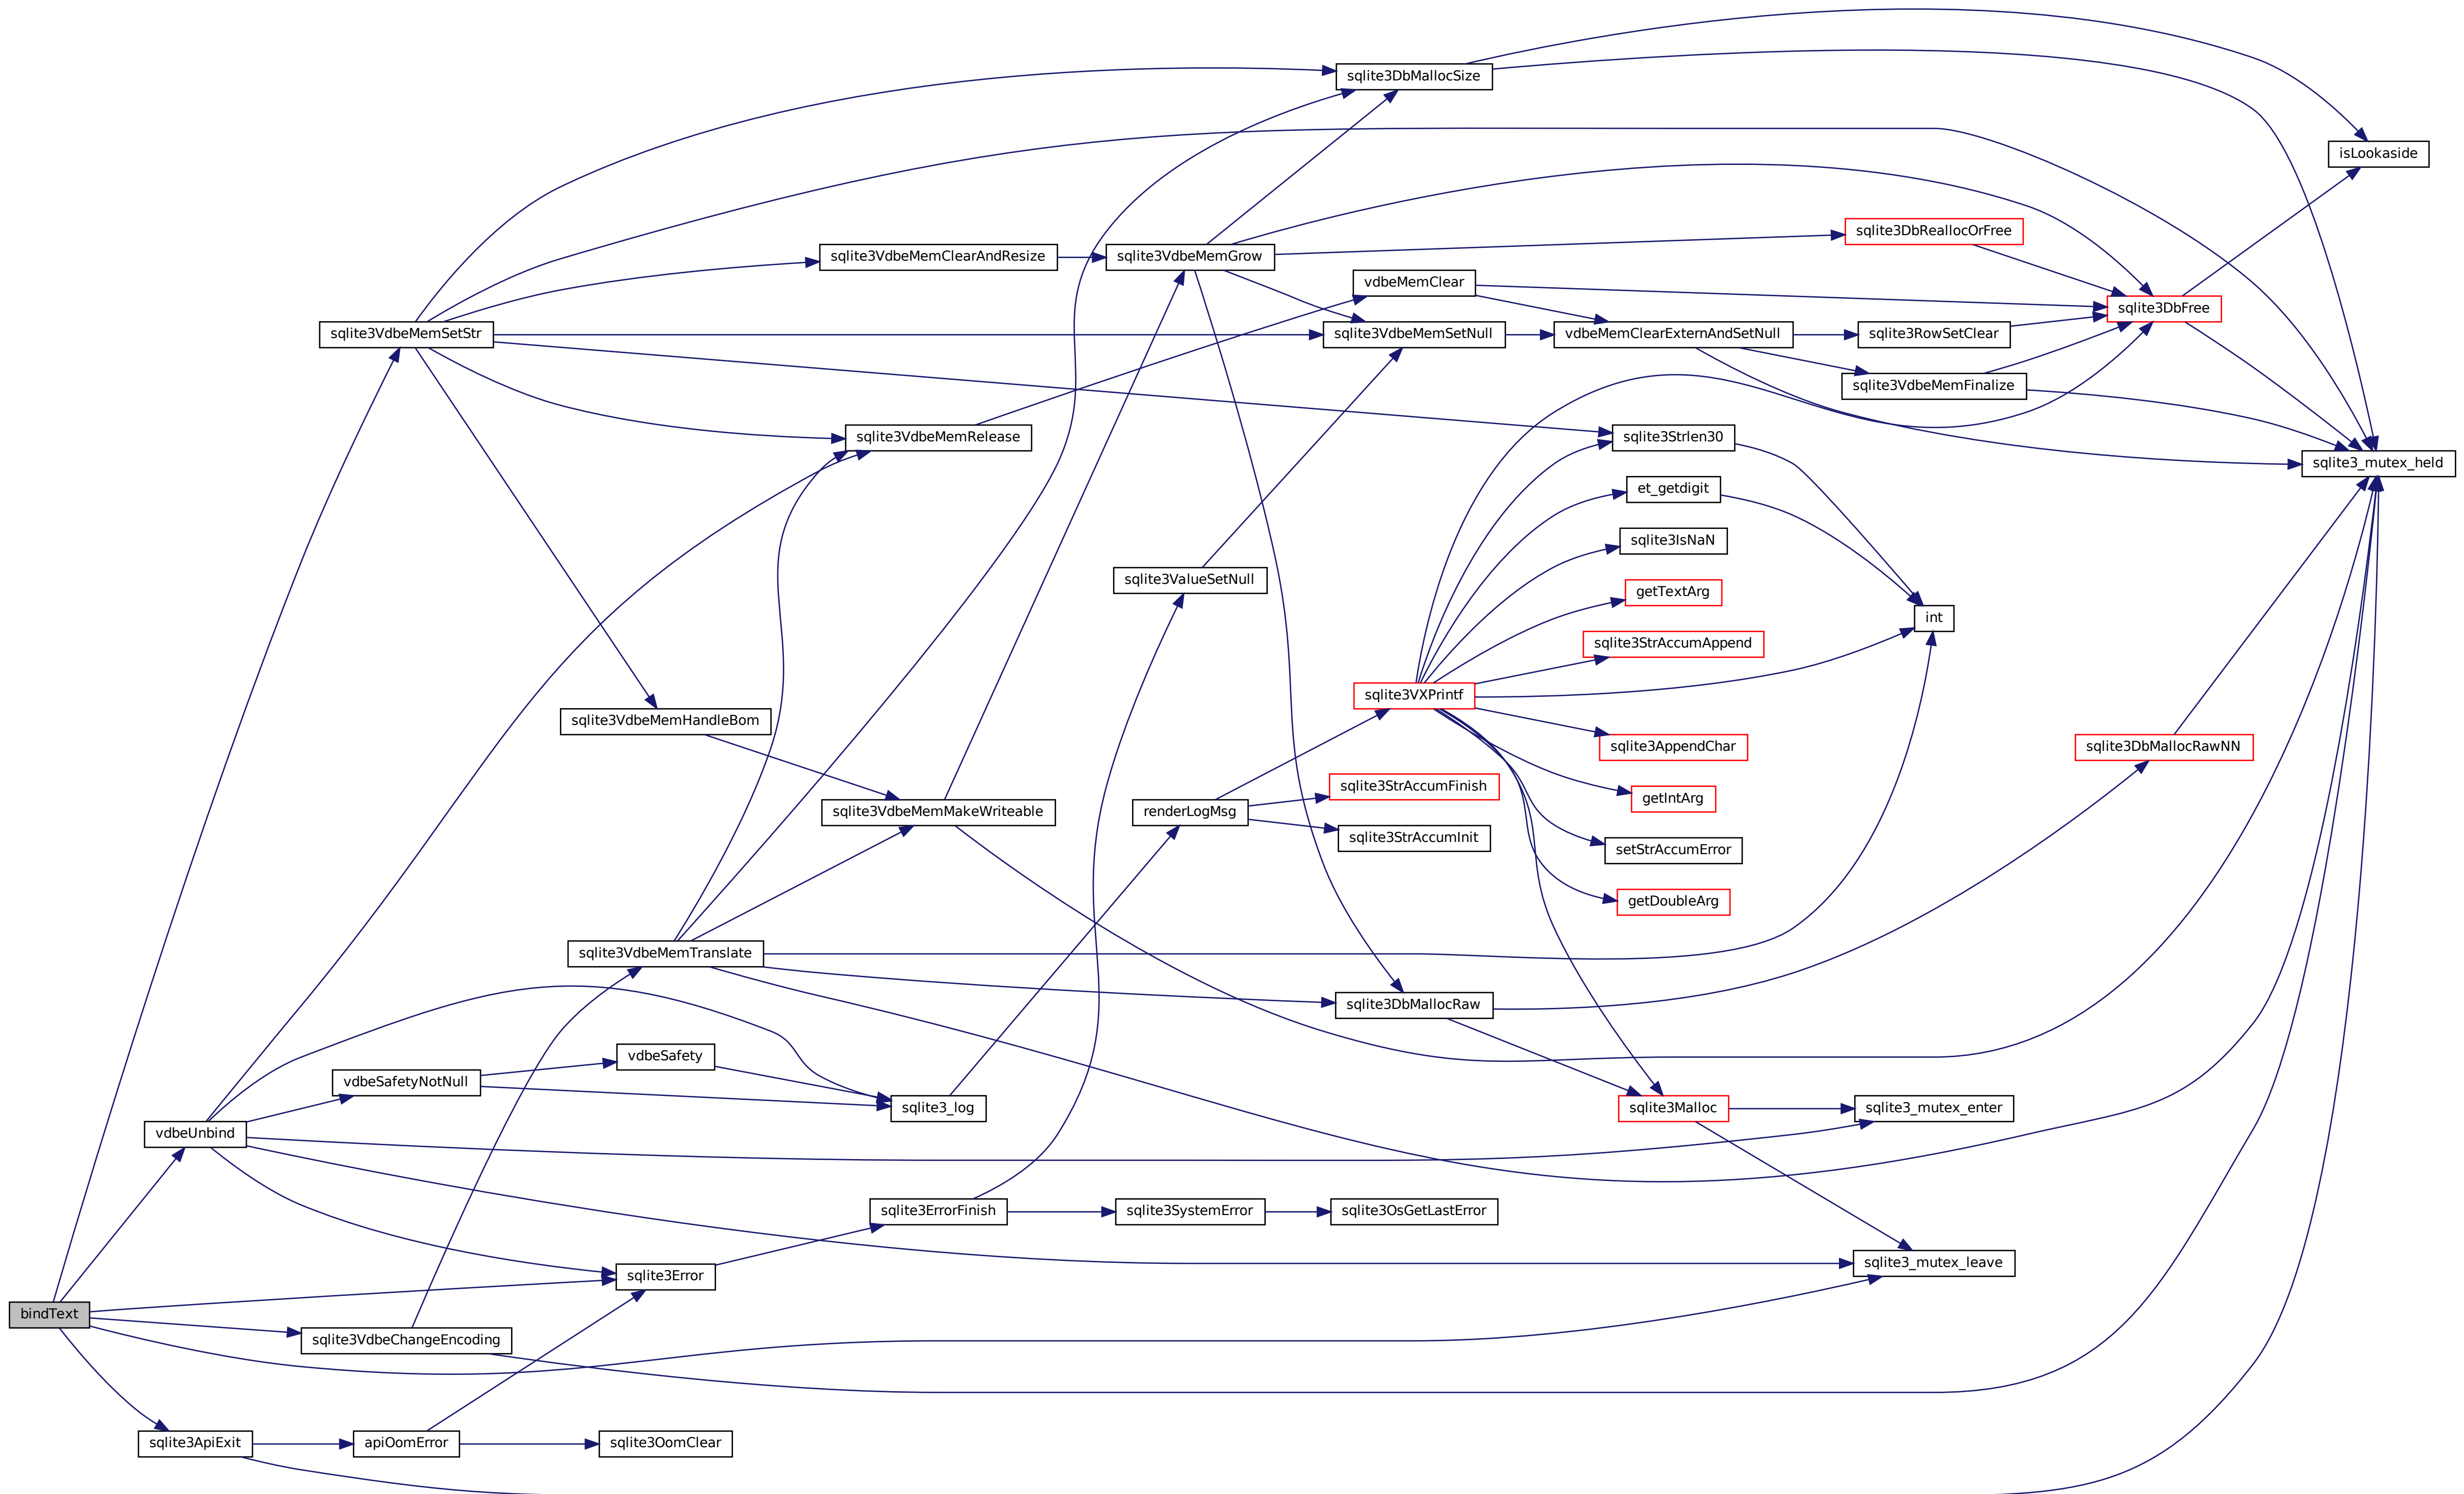 sqlite3DbMallocSize
isLookaside
sqlite3DbReallocOrFree
sqlite3VdbeMemClearAndResize
sqlite3VdbeMemGrow
vdbeMemClear
sqlite3DbFree
sqlite3VdbeMemSetStr
sqlite3VdbeMemSetNull
vdbeMemClearExternAndSetNull
sqlite3RowSetClear
sqlite3VdbeMemFinalize
sqlite3VdbeMemRelease
sqlite3Strlen30
sqlite3_mutex_held
et_getdigit
sqlite3IsNaN
sqlite3ValueSetNull
getTextArg
int
sqlite3StrAccumAppend
sqlite3VXPrintf
sqlite3VdbeMemHandleBom
sqlite3AppendChar
sqlite3DbMallocRawNN
sqlite3StrAccumFinish
getIntArg
sqlite3VdbeMemMakeWriteable
renderLogMsg
sqlite3StrAccumInit
setStrAccumError
getDoubleArg
sqlite3VdbeMemTranslate
sqlite3DbMallocRaw
vdbeSafety
vdbeSafetyNotNull
sqlite3_log
sqlite3Malloc
sqlite3_mutex_enter
vdbeUnbind
sqlite3ErrorFinish
sqlite3SystemError
sqlite3OsGetLastError
sqlite3_mutex_leave
sqlite3Error
bindText
sqlite3VdbeChangeEncoding
sqlite3ApiExit
apiOomError
sqlite3OomClear